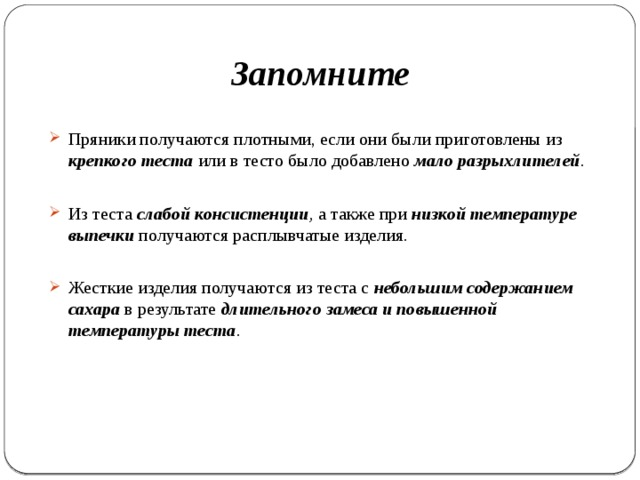 Запомните
Пряники получаются плотными, если они были приготовлены из
крепкого теста или в тесто было добавлено мало разрыхлителей.
Из теста слабой консистенции, а также при низкой температуре
выпечки получаются расплывчатые изделия.
Жесткие изделия получаются из теста с небольшим содержанием
сахара в результате длительного замеса и повышенной
температуры теста.